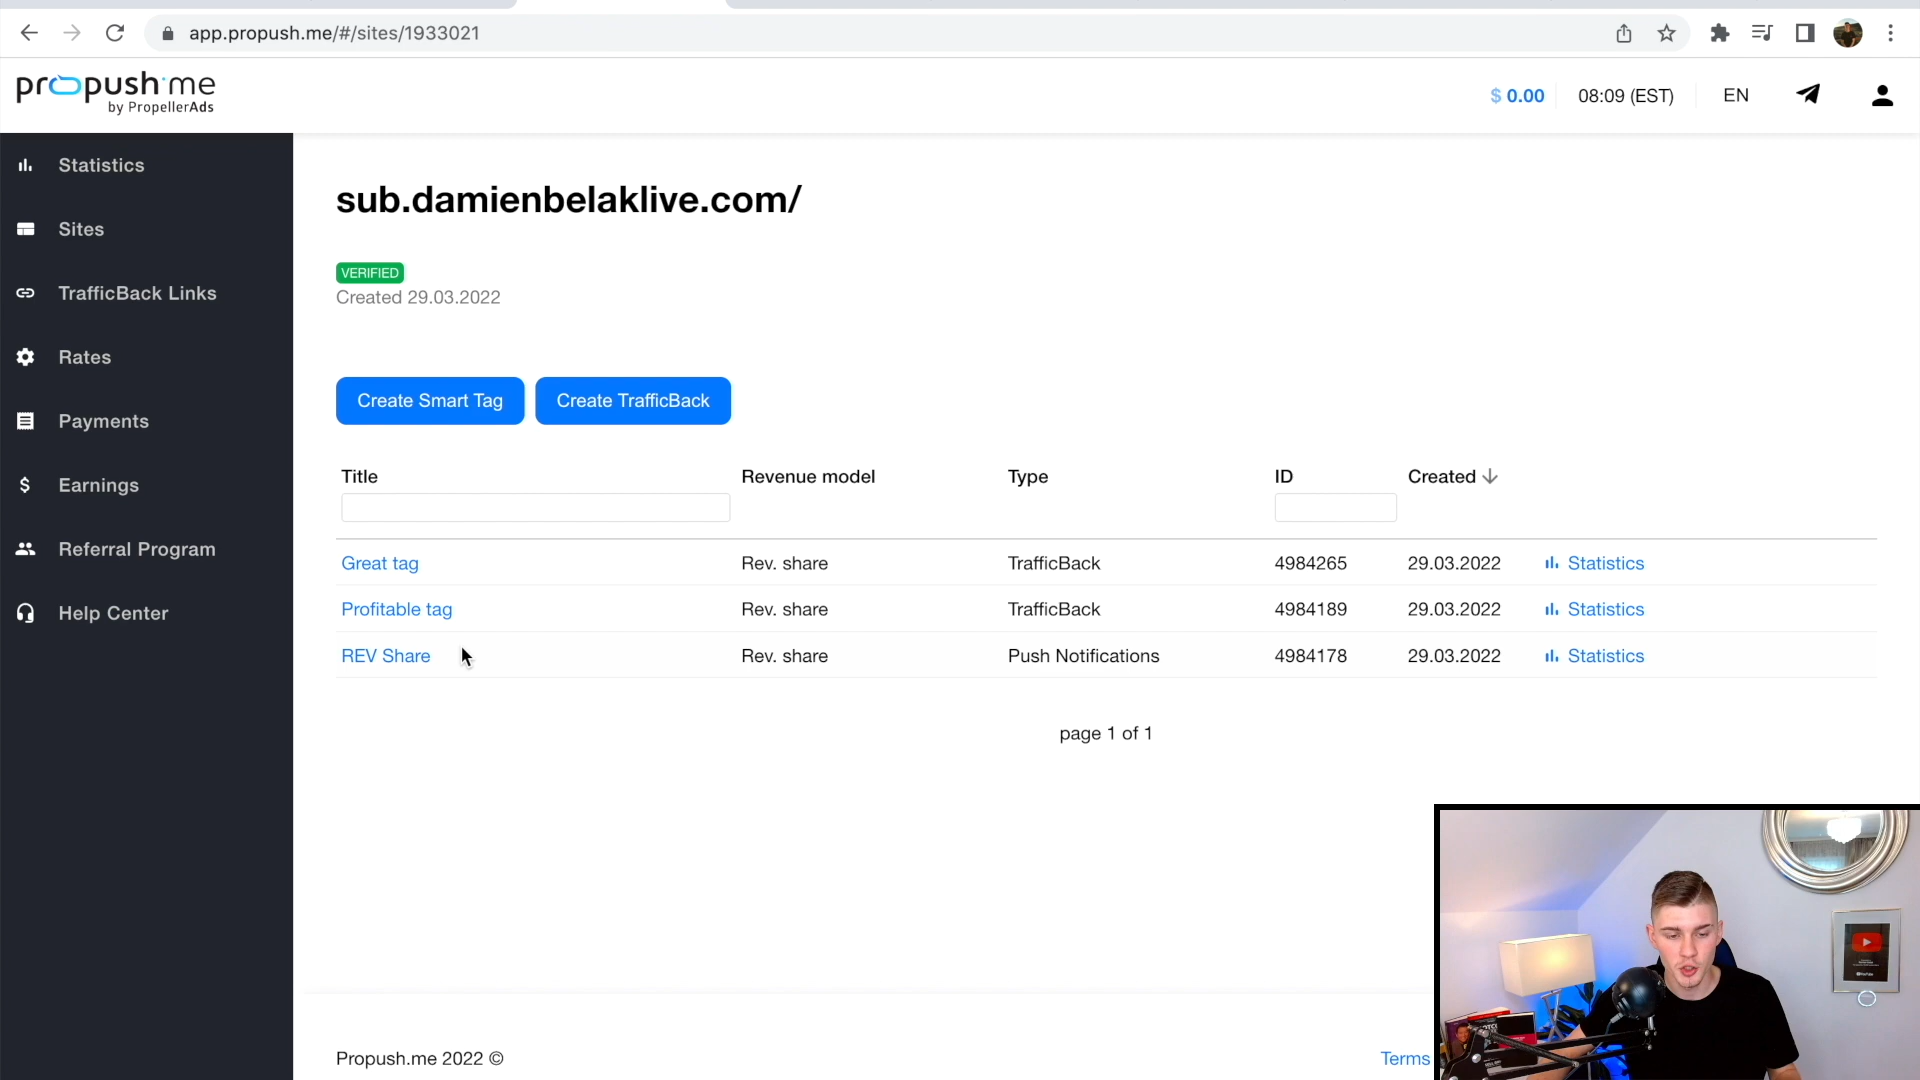 app.propush.me/#/sites/1933021
propush.me
by PropellerAds
$ 0.00
08:09 (EST)
EN
Statistics
Sites
TrafficBack Links
Rates
Payments
Earnings
Referral Program
Help Center
sub.damienbelaklive.com/
VERIFIED
Created 29.03.2022
Create Smart Tag
Create TrafficBack
Title Revenue model Type ID Created
Great tag Rev. share TrafficBack 4984265 29.03.2022 Statistics
Profitable tag Rev. share TrafficBack 4984189 29.03.2022 Statistics
REV Share Rev. share Push Notifications 4984178 29.03.2022 Statistics
page 1 of 1
Propush.me 2022 ©
Terms